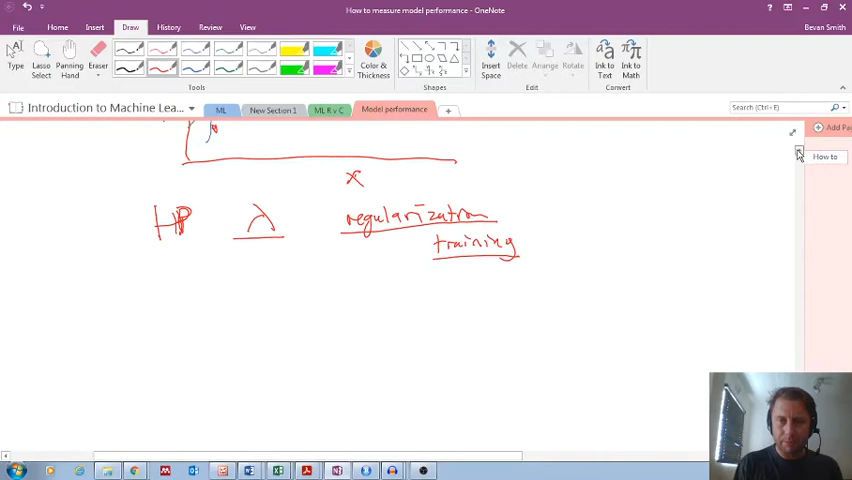 How to measure model performance - OneNote
File Home Insert Draw History Review View
Bevan Smith
Type Lasso Select Panning Hand Eraser
Color & Thickness
Insert Space Delete Arrange Rotate
Ink to Text Ink to Math
Tools Shapes Edit Convert
Introduction to Machine Lea... ML New Section 1 ML R v C Model performance
Search (Ctrl+E)
Add Pa
How to
x
HP λ regularization
training